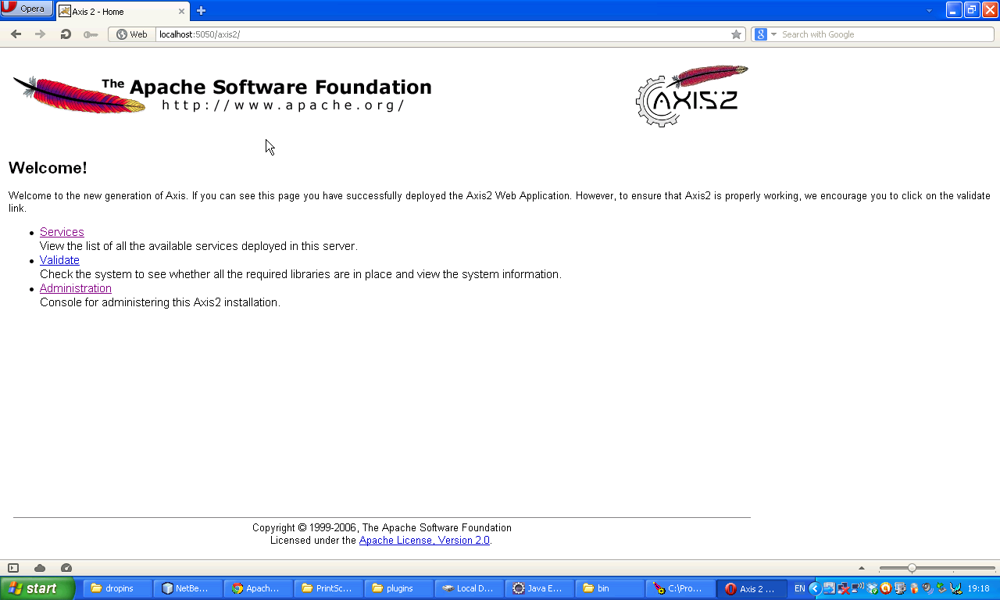 Opera
Axis 2 - Home
Web
localhost:5050/axis2/
Search with Google
The Apache Software Foundation
http://www.apache.org/
AXIS2
Welcome!
Welcome to the new generation of Axis. If you can see this page you have successfully deployed the Axis2 Web Application. However, to ensure that Axis2 is properly working, we encourage you to click on the validate
link.
Services
View the list of all the available services deployed in this server.
Validate
Check the system to see whether all the required libraries are in place and view the system information.
Administration
Console for administering this Axis2 installation.
Copyright © 1999-2006, The Apache Software Foundation
Licensed under the Apache License, Version 2.0.
start
dropins
NetBe...
Apach...
PrintSc...
plugins
Local D...
Java E...
bin
C:\Pro...
Axis 2 ...
EN
19:18